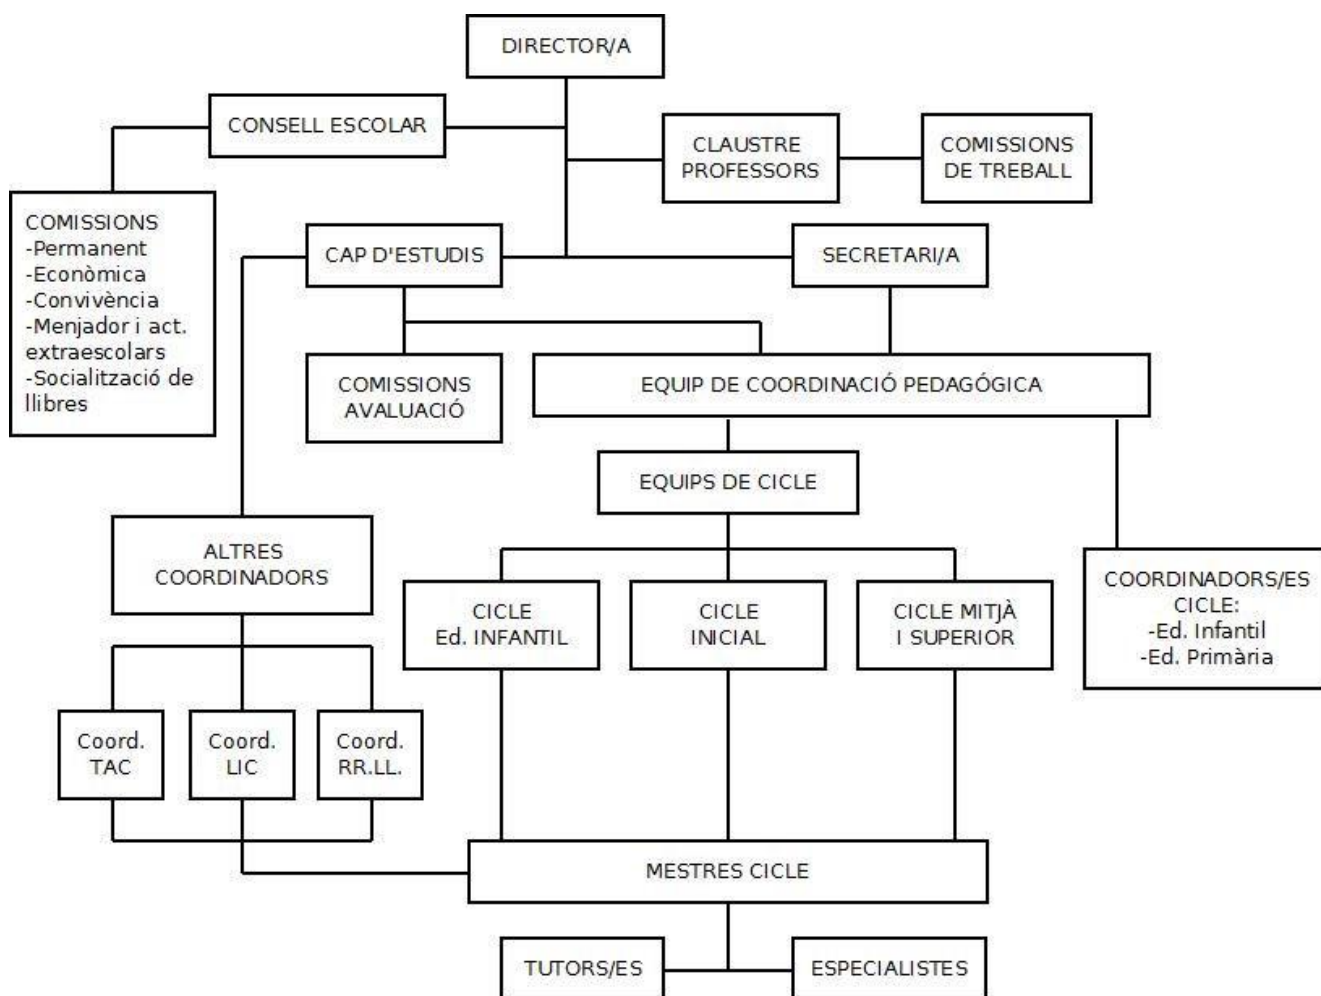 DIRECTOR/A
CONSELL ESCOLAR
CLAUSTRE
PROFESSORS
COMISSIONS
DE TREBALL
COMISSIONS
-Permanent
-Econòmica
-Convivència
-Menjador i act.
extraescolars
-Socialització de
llibres
CAP D'ESTUDIS
SECRETARI/A
COMISSIONS
AVALUACIÓ
EQUIP DE COORDINACIÓ PEDAGÓGICA
EQUIPS DE CICLE
ALTRES
COORDINADORS
CICLE
Ed. INFANTIL
CICLE
INICIAL
CICLE MITJÀ
I SUPERIOR
COORDINADORS/ES
CICLE:
-Ed. Infantil
-Ed. Primària
Coord.
TAC
Coord.
LIC
Coord.
RR.LL.
MESTRES CICLE
TUTORS/ES
ESPECIALISTES